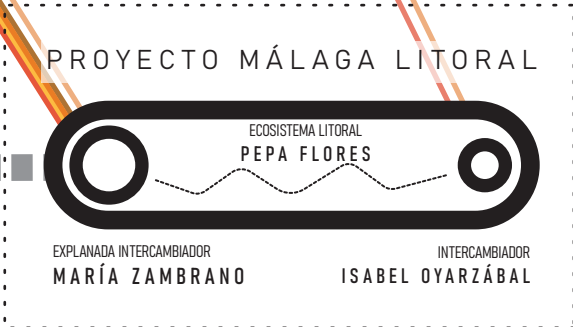 PROYECTO MÁLAGA LITORAL
ECOSISTEMA LITORAL
PEPA FLORES
EXPLANADA INTERCAMBIADOR
MARÍA ZAMBRANO
INTERCAMBIADOR
ISABEL OYARZÁBAL